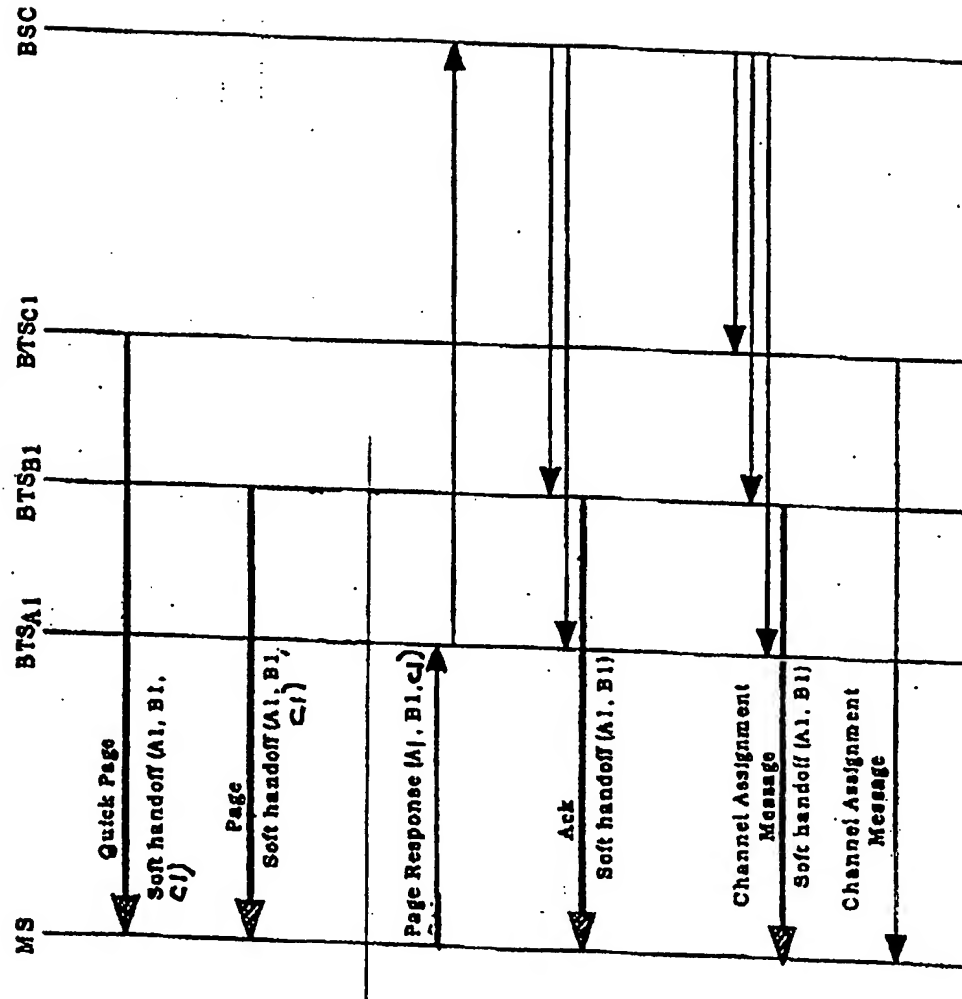 MS
BTSA1
BTSB1
BTSC1
BSC
Quick Page
Soft handoff (A1, B1,
C1)
Page
Soft handoff (A1, B1,
C1)
Page Response (A1, B1, C1)
Ack
Soft handoff (A1, B1)
Channel Assignment
Message
Soft handoff (A1, B1)
Channel Assignment
Message